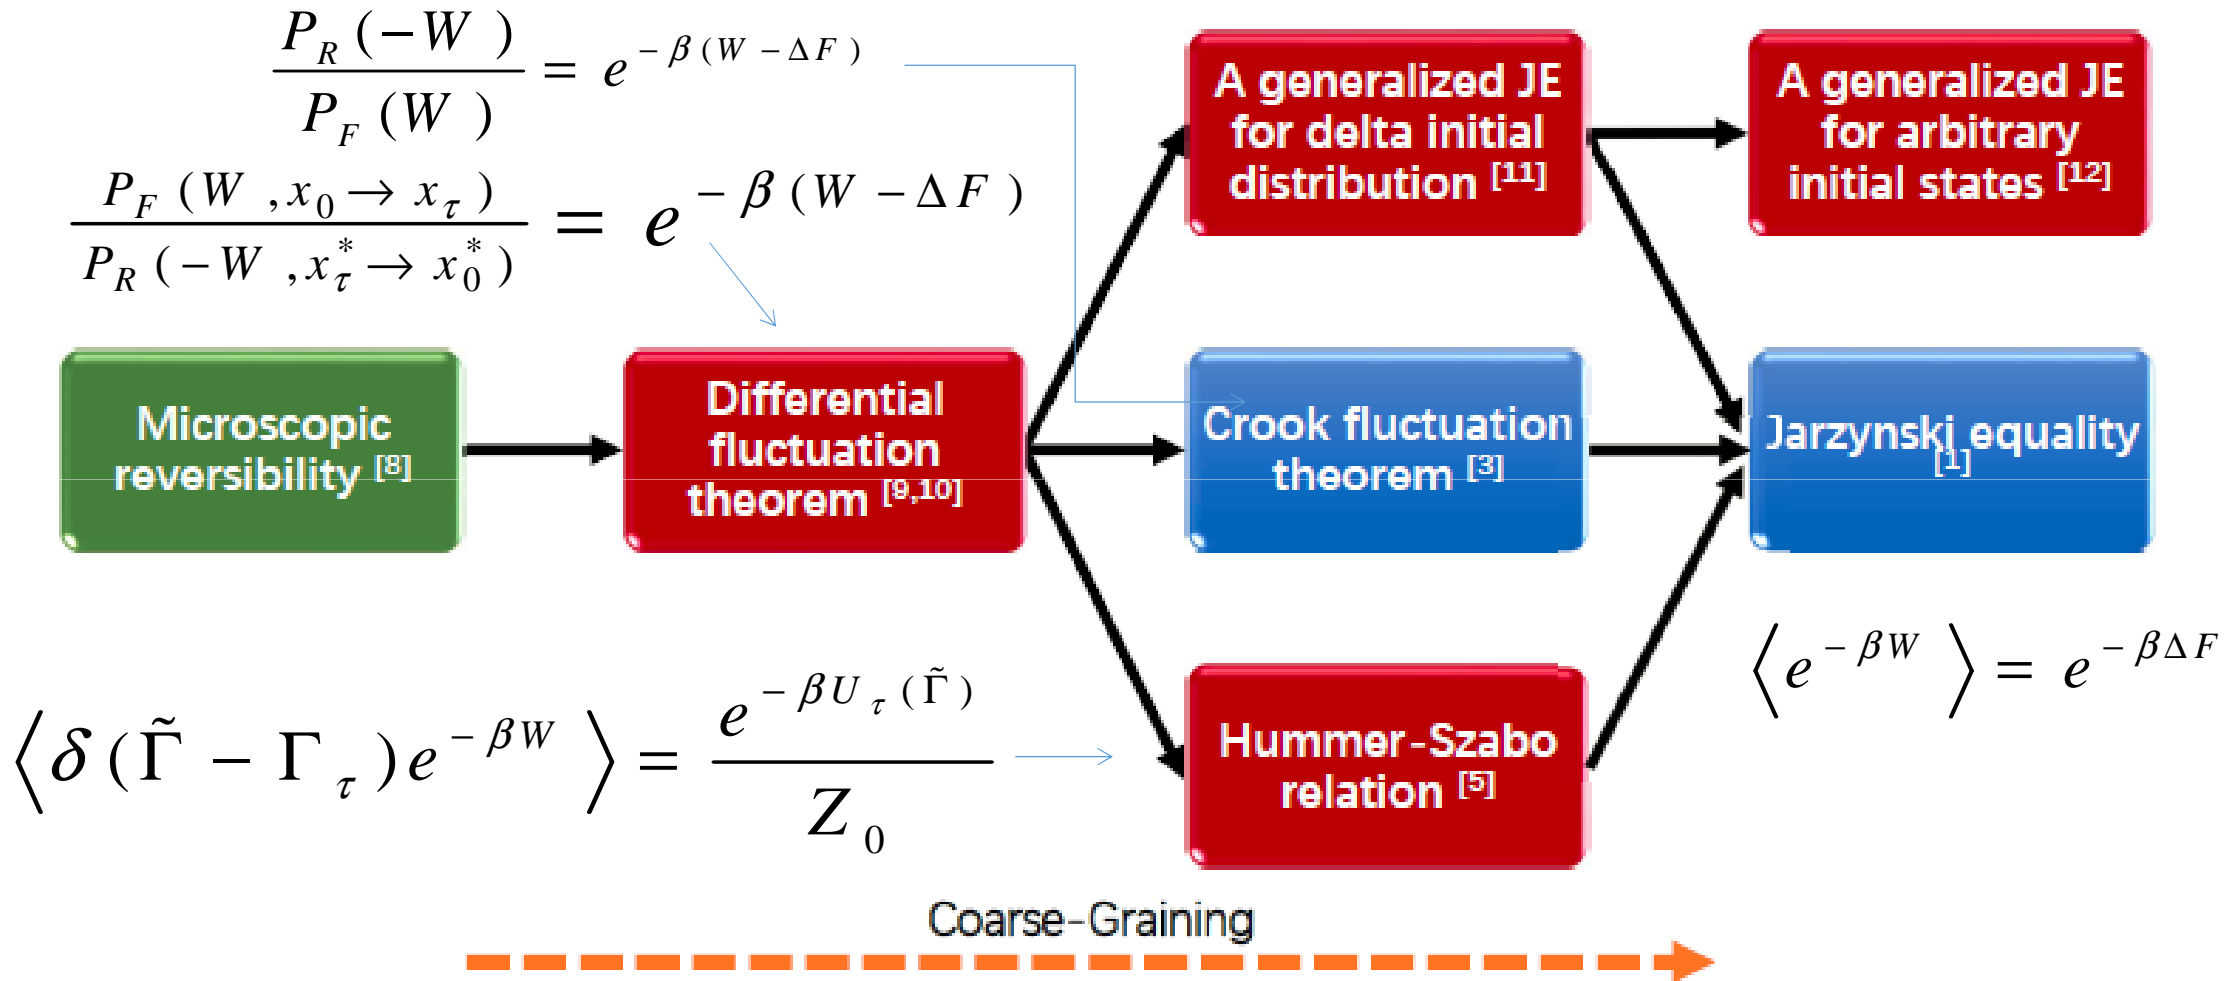 P_R(-W) / P_F(W) = e^{-β(W-ΔF)}
P_F(W, x_0 → x_τ) / P_R(-W, x_τ^* → x_0^*) = e^{-β(W-ΔF)}
A generalized JE
for delta initial
distribution [11]
A generalized JE
for arbitrary
initial states [12]
Microscopic
reversibility [8]
Differential
fluctuation
theorem [9,10]
Crook fluctuation
theorem [3]
Jarzynski equality
[1]
⟨e^{-βW}⟩ = e^{-βΔF}
⟨δ(Γ̃ - Γ_τ)e^{-βW}⟩ = e^{-βU_τ(Γ̃)} / Z_0
Hummer-Szabo
relation [5]
Coarse-Graining